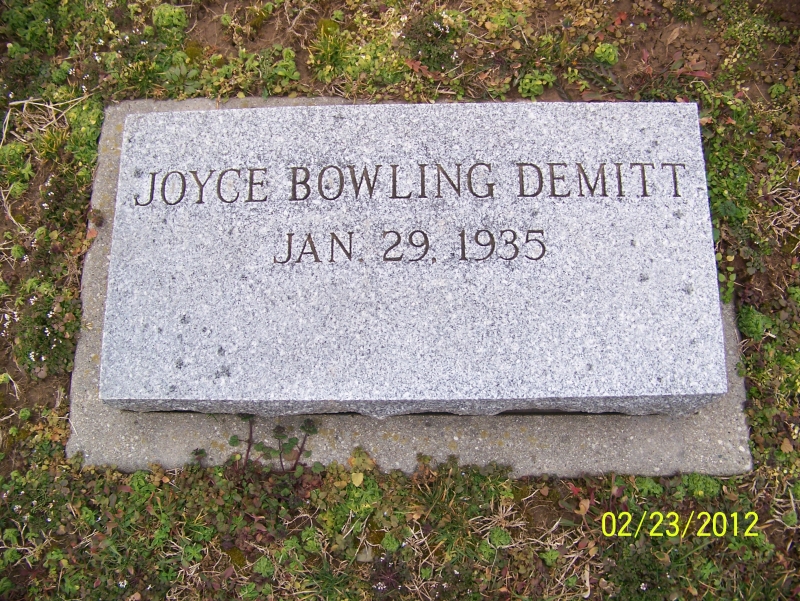 JOYCE BOWLING DEMITT
JAN. 29, 1935
02/23/2012